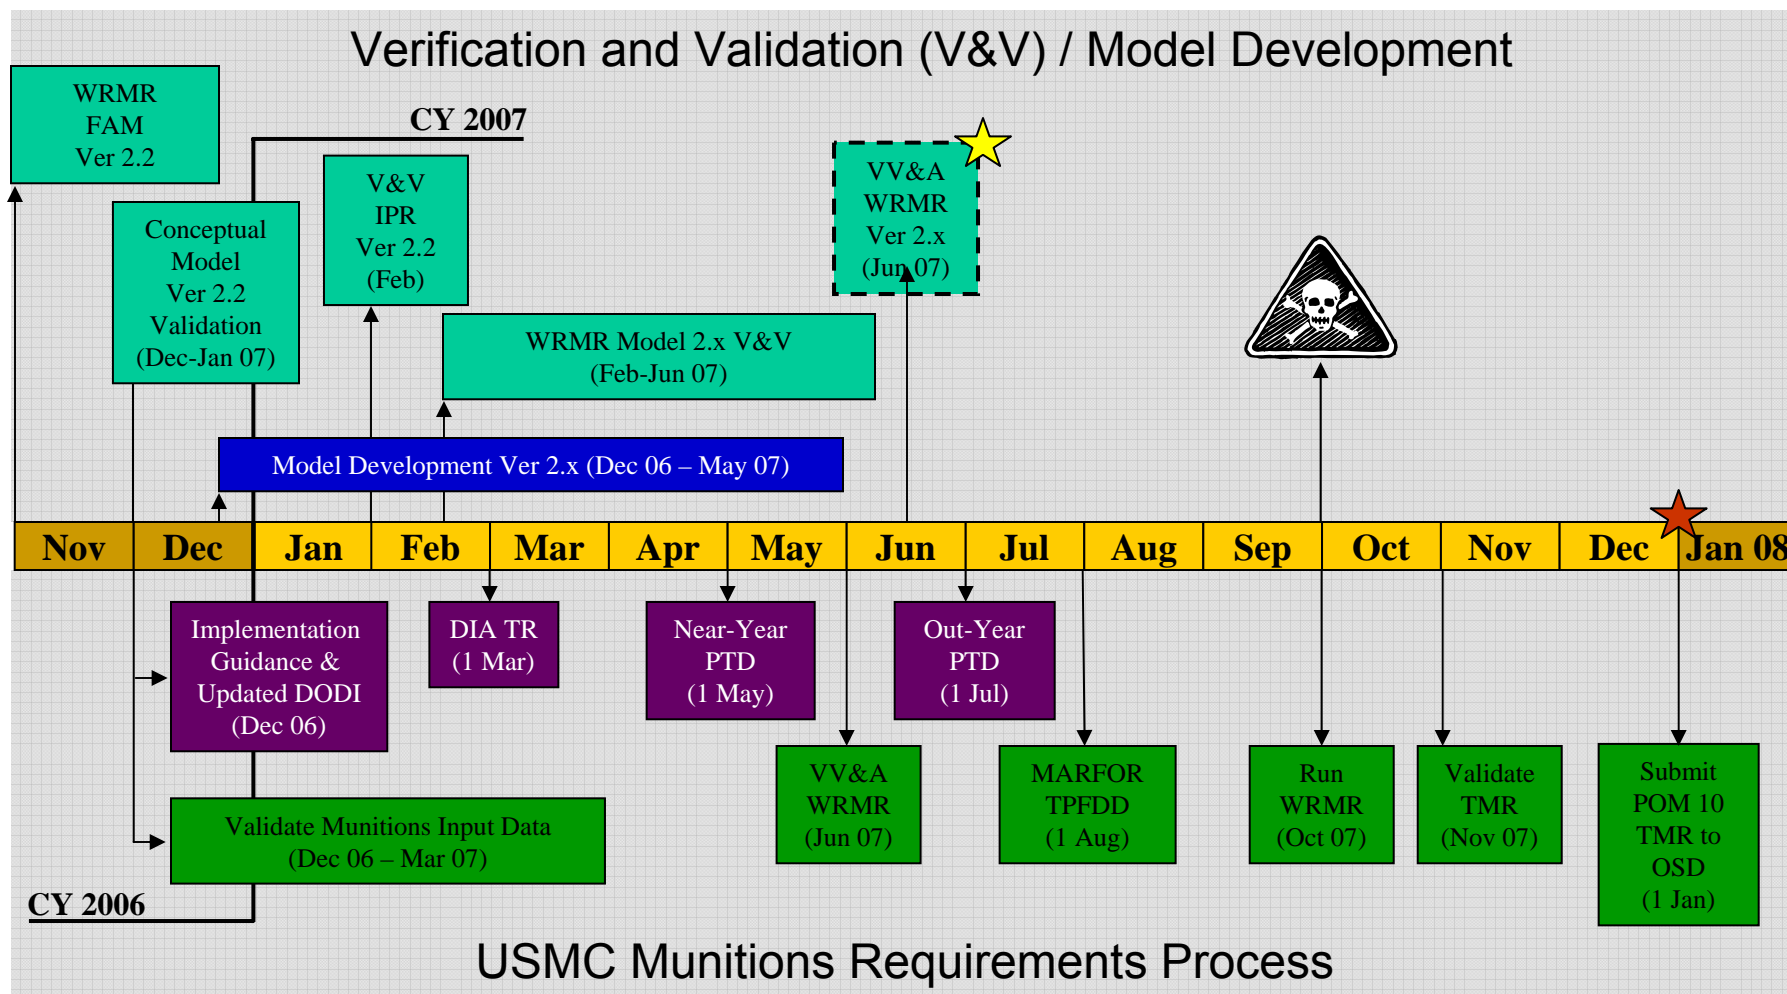 Verification and Validation (V&V) / Model Development
WRMR
FAM
Ver 2.2
CY 2007
Conceptual
Model
Ver 2.2
Validation
(Dec-Jan 07)
V&V
IPR
Ver 2.2
(Feb)
VV&A
WRMR
Ver 2.x
(Jun 07)
WRMR Model 2.x V&V
(Feb-Jun 07)
Model Development Ver 2.x (Dec 06 – May 07)
Nov Dec Jan Feb Mar Apr May Jun Jul Aug Sep Oct Nov Dec Jan 08
Implementation
Guidance &
Updated DODI
(Dec 06)
DIA TR
(1 Mar)
Near-Year
PTD
(1 May)
Out-Year
PTD
(1 Jul)
Validate Munitions Input Data
(Dec 06 – Mar 07)
VV&A
WRMR
(Jun 07)
MARFOR
TPFDD
(1 Aug)
Run
WRMR
(Oct 07)
Validate
TMR
(Nov 07)
Submit
POM 10
TMR to
OSD
(1 Jan)
CY 2006
USMC Munitions Requirements Process